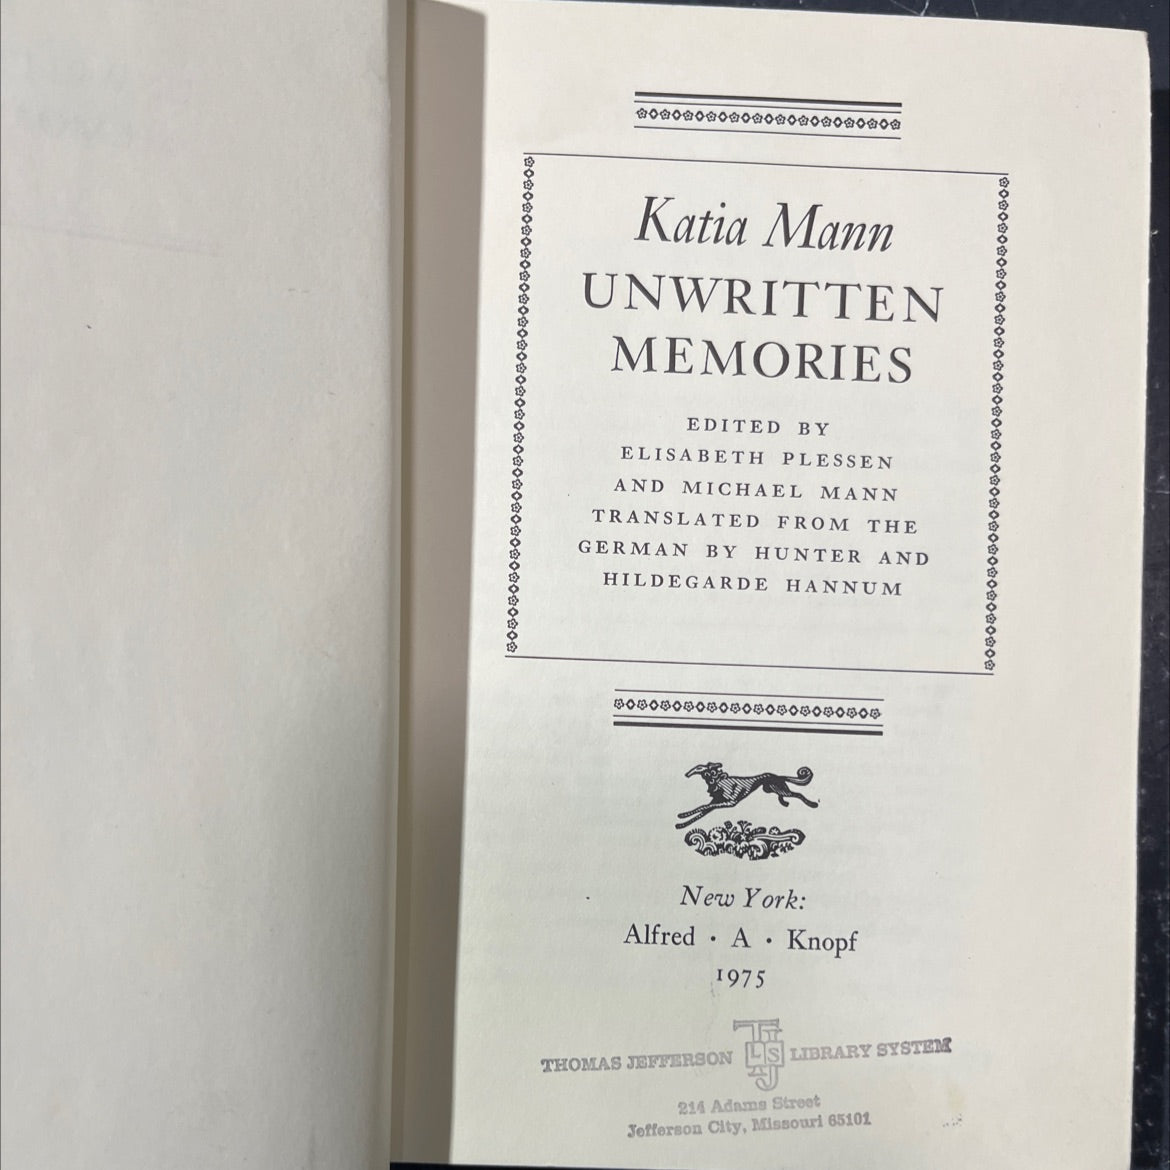 Katia Mann
UNWRITTEN
MEMORIES
EDITED BY
ELISABETH PLESSEN
AND MICHAEL MANN
TRANSLATED FROM THE
GERMAN BY HUNTER AND
HILDEGARDE HANNUM
New York:
Alfred · A · Knopf
1975
THOMAS JEFFERSON TJLS LIBRARY SYSTEM
214 Adams Street
Jefferson City, Missouri 65101